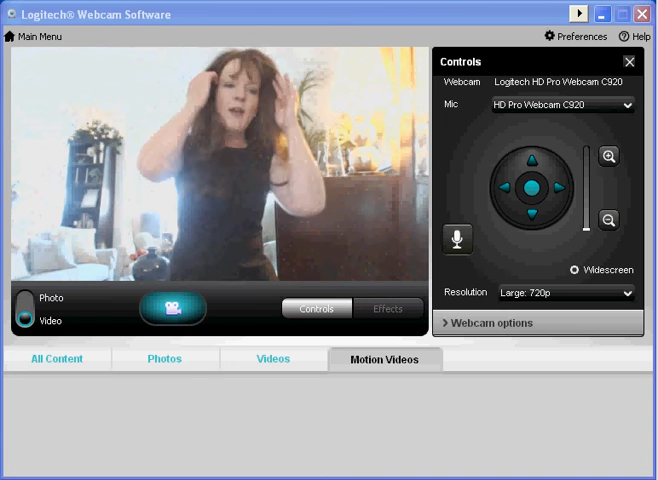 Logitech® Webcam Software
Main Menu
Preferences
Help
Controls
Webcam Logitech HD Pro Webcam C920
Mic HD Pro Webcam C920
Widescreen
Resolution Large: 720p
Webcam options
Photo
Video
Controls
Effects
All Content
Photos
Videos
Motion Videos